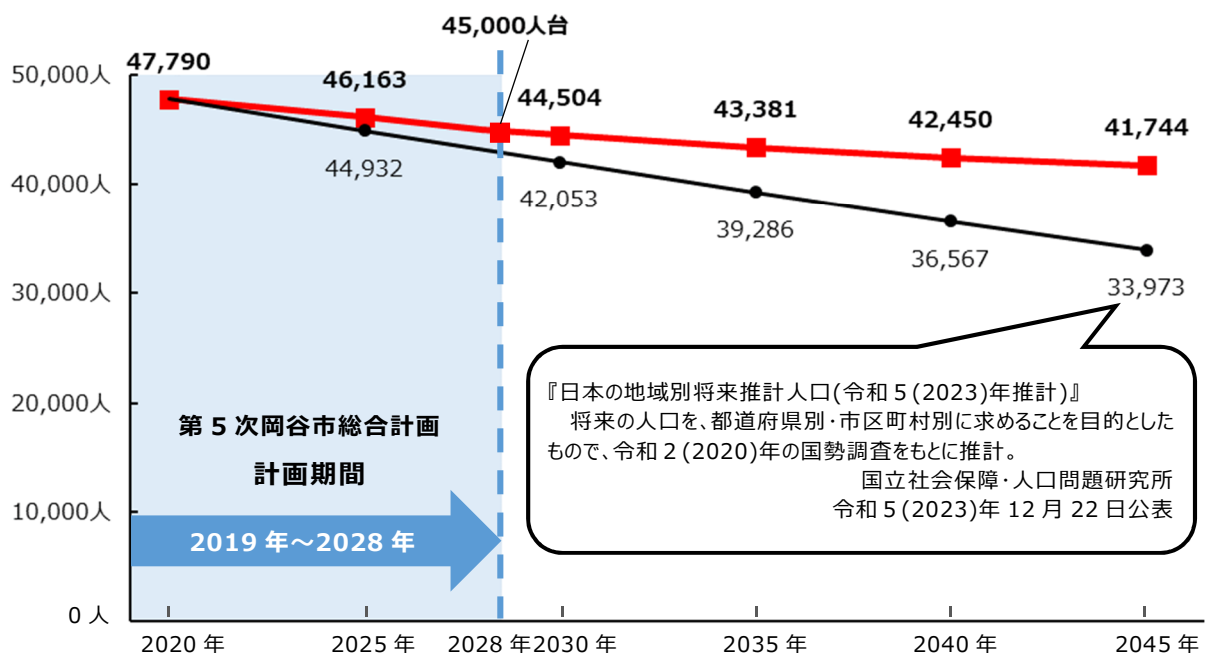 45,000人台
50,000人
47,790
46,163
44,504
43,381
42,450
41,744
44,932
42,053
39,286
36,567
33,973
40,000人
30,000人
20,000人
10,000人
0 人
第 5 次岡谷市総合計画
計画期間
2019 年～2028 年
『日本の地域別将来推計人口(令和５(2023)年推計)』
将来の人口を、都道府県別・市区町村別に求めることを目的とした
もので、令和２(2020)年の国勢調査をもとに推計。
国立社会保障・人口問題研究所
令和５(2023)年 12 月 22 日公表
2020 年
2025 年
2028 年
2030 年
2035 年
2040 年
2045 年